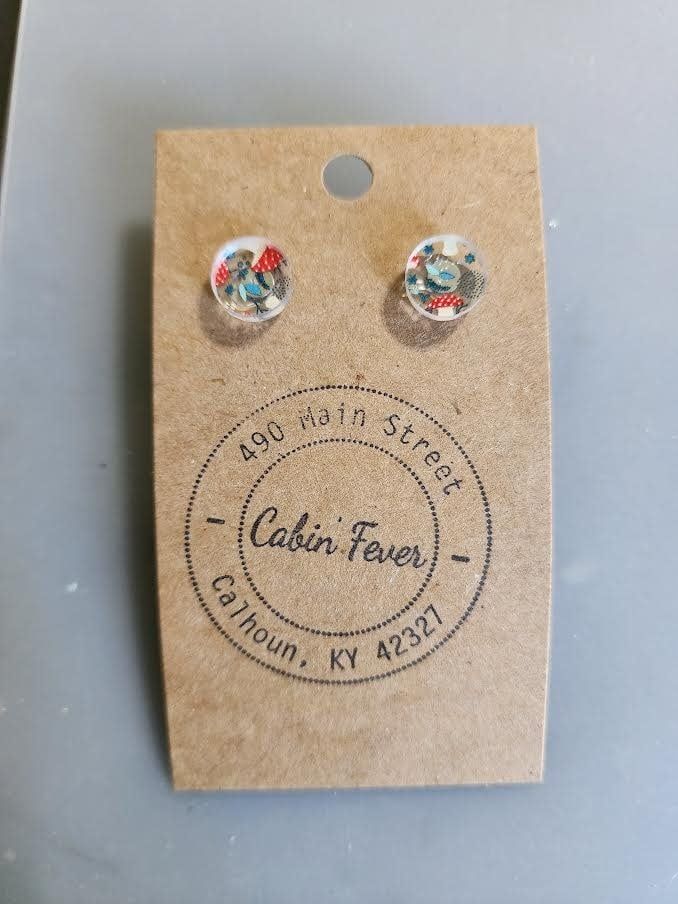 490 Main Street
Cabin Fever
Calhoun, KY 42327